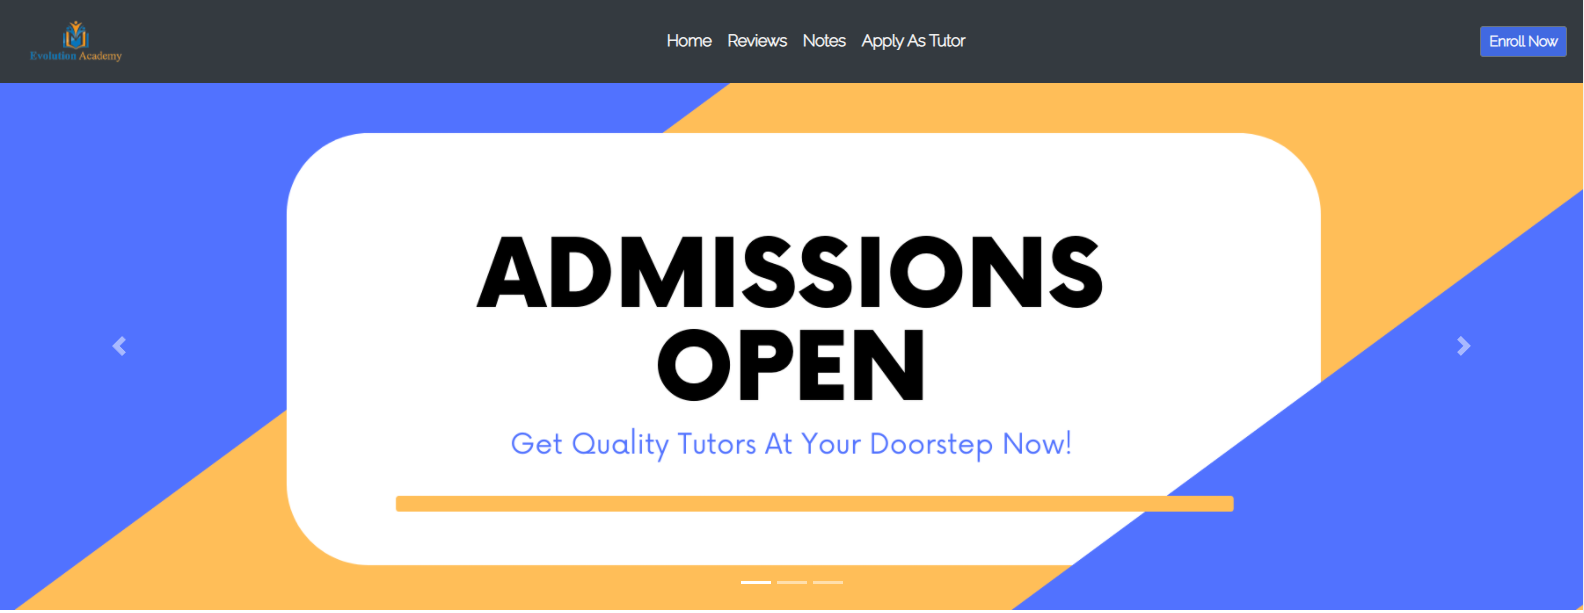 Evolution Academy
Home Reviews Notes Apply As Tutor
Enroll Now
ADMISSIONS
OPEN
Get Quality Tutors At Your Doorstep Now!